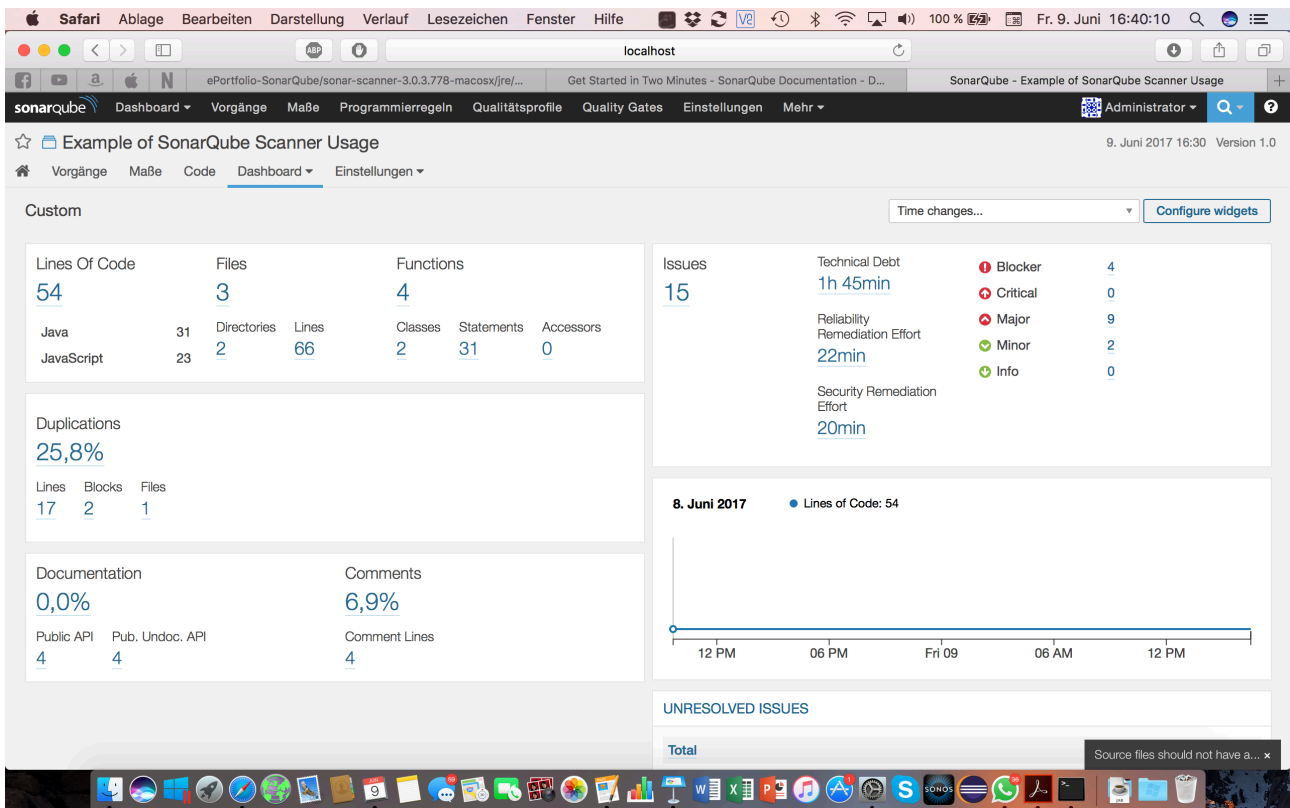 Safari Ablage Bearbeiten Darstellung Verlauf Lesezeichen Fenster Hilfe V2 100 % Fr. 9. Juni 16:40:10
ABP localhost
a N ePortfolio-SonarQube/sonar-scanner-3.0.3.778-macosx/jre/... Get Started in Two Minutes - SonarQube Documentation - D... SonarQube - Example of SonarQube Scanner Usage +
sonarqube Dashboard Vorgänge Maße Programmierregeln Qualitätsprofile Quality Gates Einstellungen Mehr Administrator ?
Example of SonarQube Scanner Usage 9. Juni 2017 16:30 Version 1.0
Vorgänge Maße Code Dashboard Einstellungen
Custom Time changes... Configure widgets
Lines Of Code Files Functions
54 3 4
Java 31 Directories Lines Classes Statements Accessors
JavaScript 23 2 66 2 31 0
Duplications
25,8%
Lines Blocks Files
17 2 1
Documentation Comments
0,0% 6,9%
Public API Pub. Undoc. API Comment Lines
4 4 4
Issues
15
Technical Debt
1h 45min
Reliability
Remediation Effort
22min
Security Remediation
Effort
20min
Blocker 4
Critical 0
Major 9
Minor 2
Info 0
8. Juni 2017 Lines of Code: 54
12 PM 06 PM Fri 09 06 AM 12 PM
UNRESOLVED ISSUES
Total
Source files should not have a... ×
JUN
9
59
W X P
1
S SONOS
36